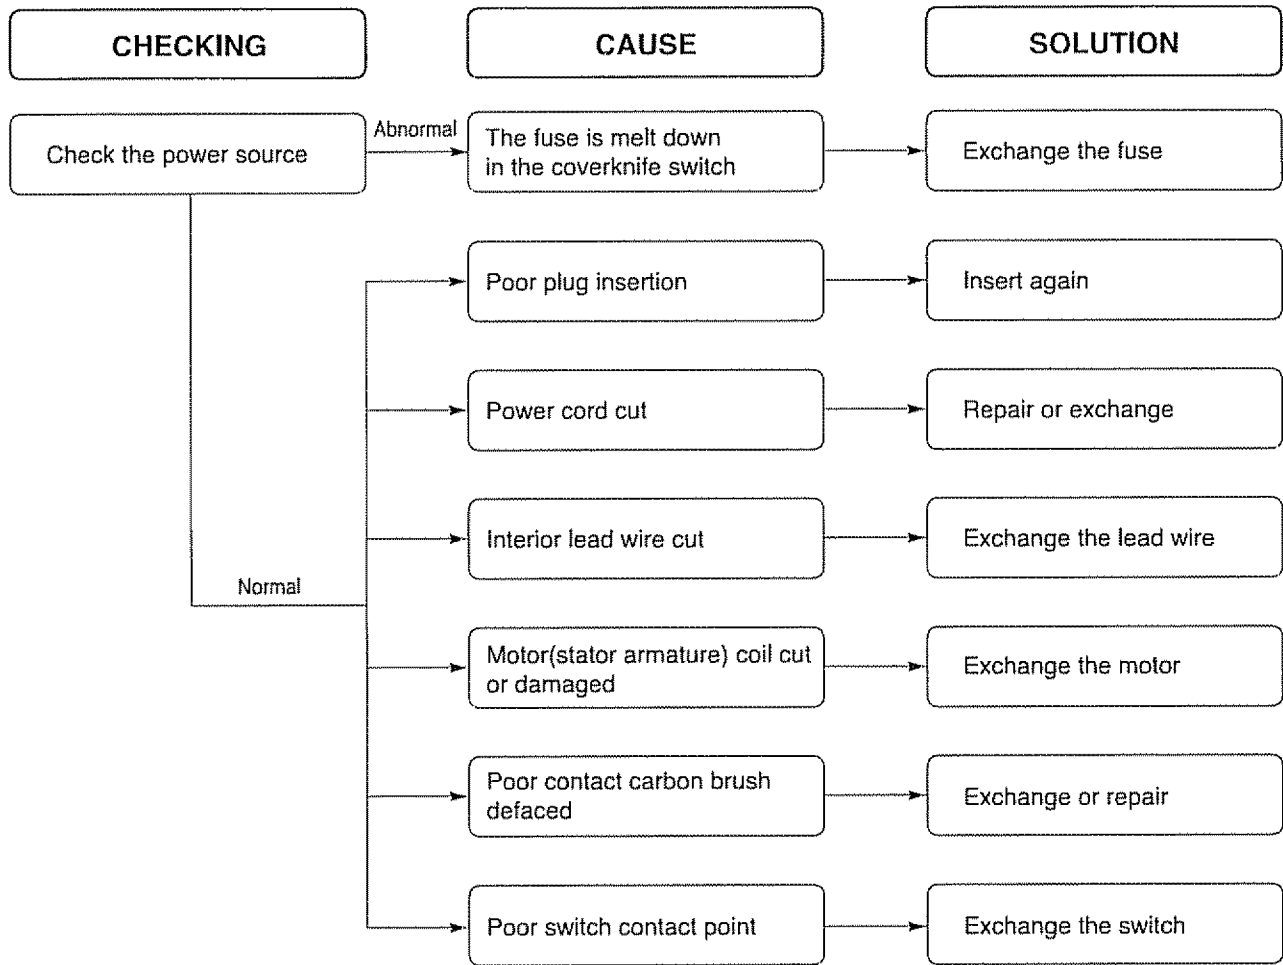 CHECKING
CAUSE
SOLUTION
Check the power source
Abnormal
The fuse is melt down
in the coverknife switch
Exchange the fuse
Poor plug insertion
Insert again
Power cord cut
Repair or exchange
Interior lead wire cut
Exchange the lead wire
Normal
Motor(stator armature) coil cut
or damaged
Exchange the motor
Poor contact carbon brush
defaced
Exchange or repair
Poor switch contact point
Exchange the switch